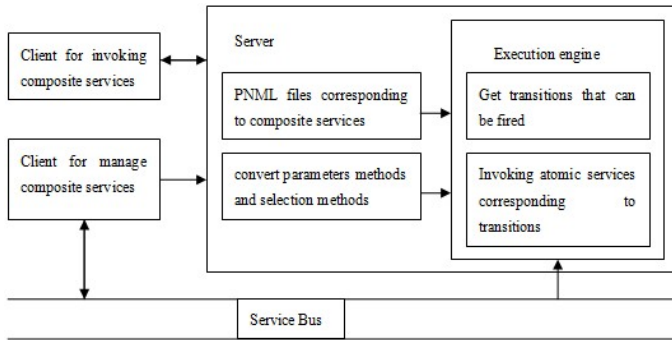 Client for invoking
composite services
Server
Execution engine
PNML files corresponding
to composite services
Get transitions that can
be fired
Client for manage
composite services
convert parameters methods
and selection methods
Invoking atomic services
corresponding to
transitions
Service Bus